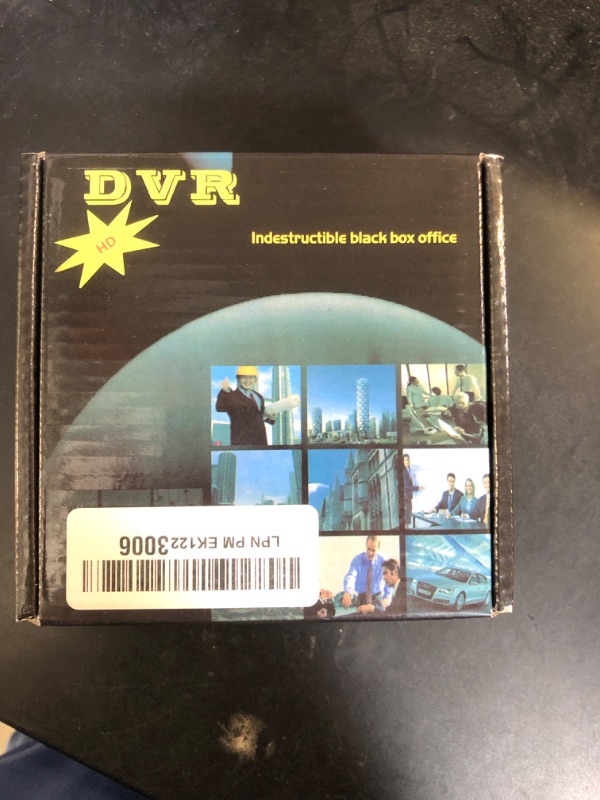 DVR
HD
Indestructible black box office
LPN PM EK1223006